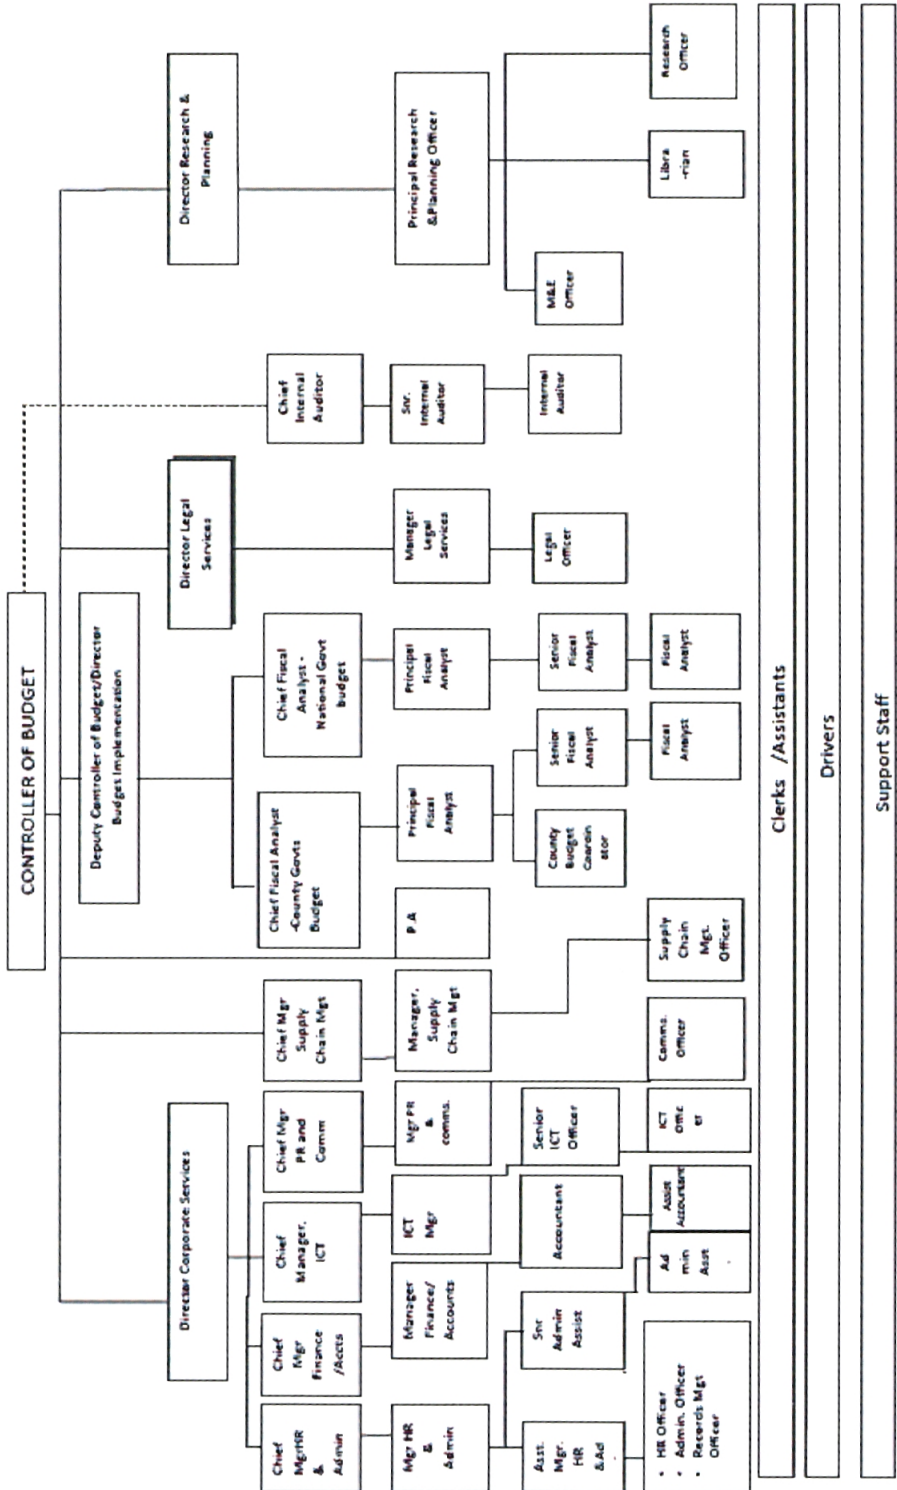 CONTROLLER OF BUDGET
Deputy Controller of Budget/Director
Budgets Implementation
Director Corporate Services
Director Legal
Services
Director Research &
Planning
Chief
MgrHR
&
Admin
Chief
Mgr
Finance
/Accts
Chief
Manager,
ICT
Chief Mgr
PR and
Comm
Chief Mgr
Supply
Chain Mgt
Chief Fiscal Analyst
-County Govts
Budget
Chief Fiscal
Analyst -
National Govt
budget
Chief
Internal
Auditor
Mgr HR
&
Admin
Manager
Finance/
Accounts
ICT
Mgr
Mgr PR
&
comms.
Manager,
Supply
Chain Mgt
P.A
Principal
Fiscal
Analyst
Principal
Fiscal
Analyst
Manager
Legal
Services
Snr.
Internal
Auditor
Principal Research
&Planning Officer
Asst.
Mgr.
HR
&Ad
Snr
Admin
Assist
Accountant
Senior
ICT
Officer
County
Budget
Coordin
ator
Senior
Fiscal
Analyst
Senior
Fiscal
Analyst
Legal
Officer
Internal
Auditor
M&E
Officer
• HR Officer
• Admin. Officer
• Records Mgt
Officer
Ad
min
Asst
.
Assist
Accountant
ICT
Offic
er
Comms.
Officer
Supply
Chain
Mgt.
Officer
Fiscal
Analyst
Fiscal
Analyst
Libra
-rian
Research
Officer
Clerks /Assistants
Drivers
Support Staff